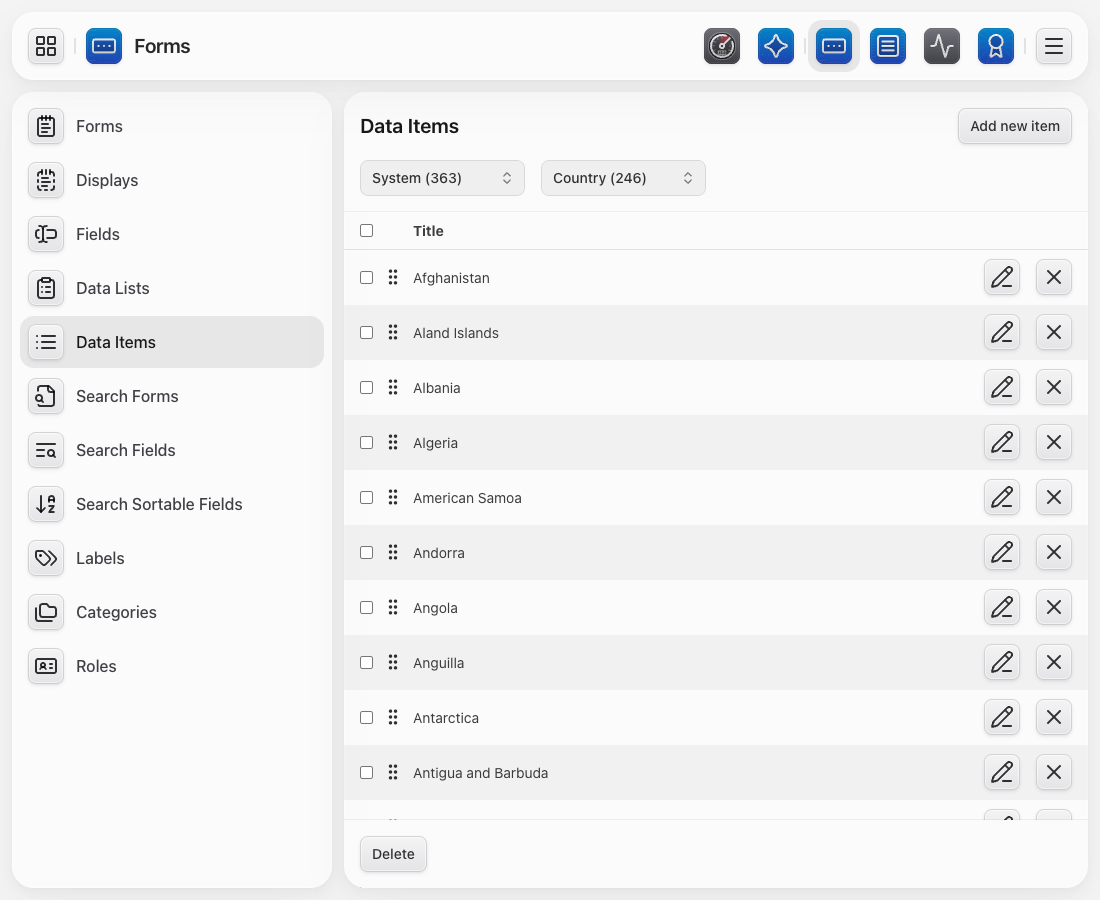 Forms
Forms
Displays
Fields
Data Lists
Data Items
Search Forms
Search Fields
Search Sortable Fields
Labels
Categories
Roles
Data Items
Add new item
System (363)
Country (246)
Title
Afghanistan
Aland Islands
Albania
Algeria
American Samoa
Andorra
Angola
Anguilla
Antarctica
Antigua and Barbuda
Delete